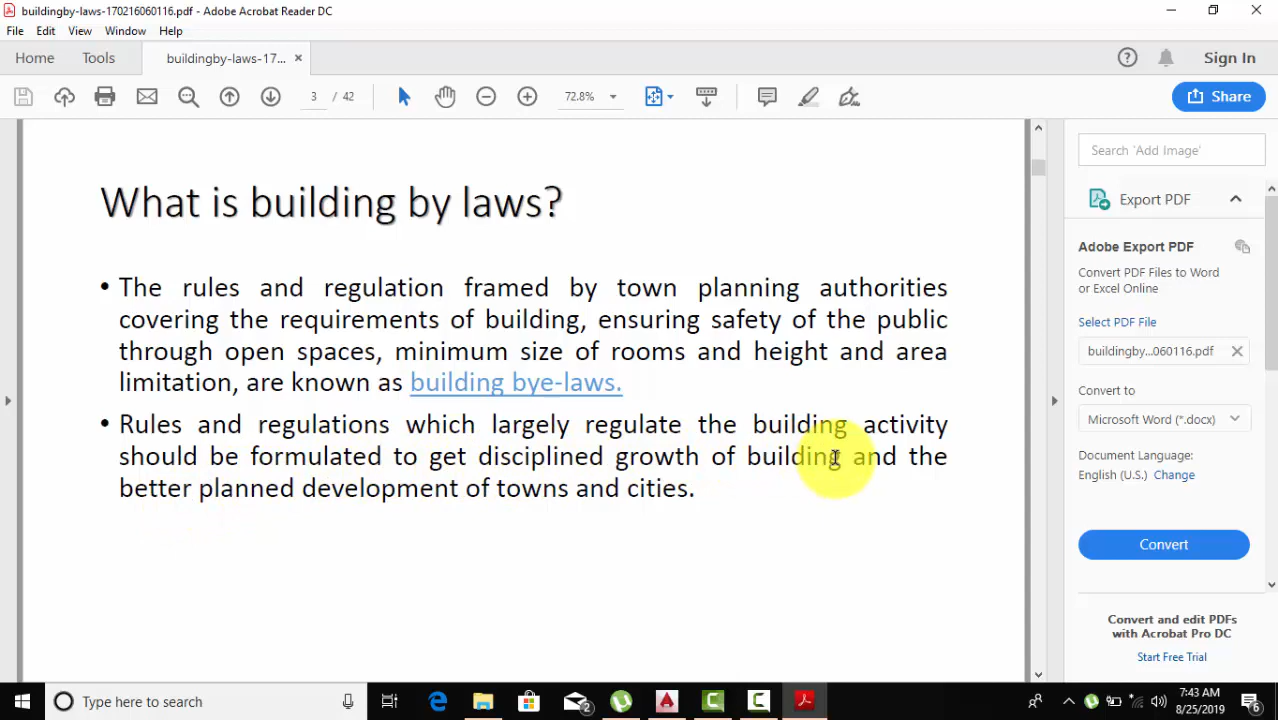 buildingby-laws-170216060116.pdf - Adobe Acrobat Reader DC
File Edit View Window Help
Home Tools buildingby-laws-17... × Sign In
3 / 42 72.8% Share
Search 'Add Image'
What is building by laws?
Export PDF
Adobe Export PDF
Convert PDF Files to Word
or Excel Online
• The rules and regulation framed by town planning authorities
covering the requirements of building, ensuring safety of the public
through open spaces, minimum size of rooms and height and area
limitation, are known as building bye-laws.
• Rules and regulations which largely regulate the building activity
should be formulated to get disciplined growth of building and the
better planned development of towns and cities.
Select PDF File
buildingby...060116.pdf
Convert to
Microsoft Word (*.docx)
Document Language:
English (U.S.) Change
Convert
Convert and edit PDFs
with Acrobat Pro DC
Start Free Trial
Type here to search
2
7:43 AM
8/25/2019
6